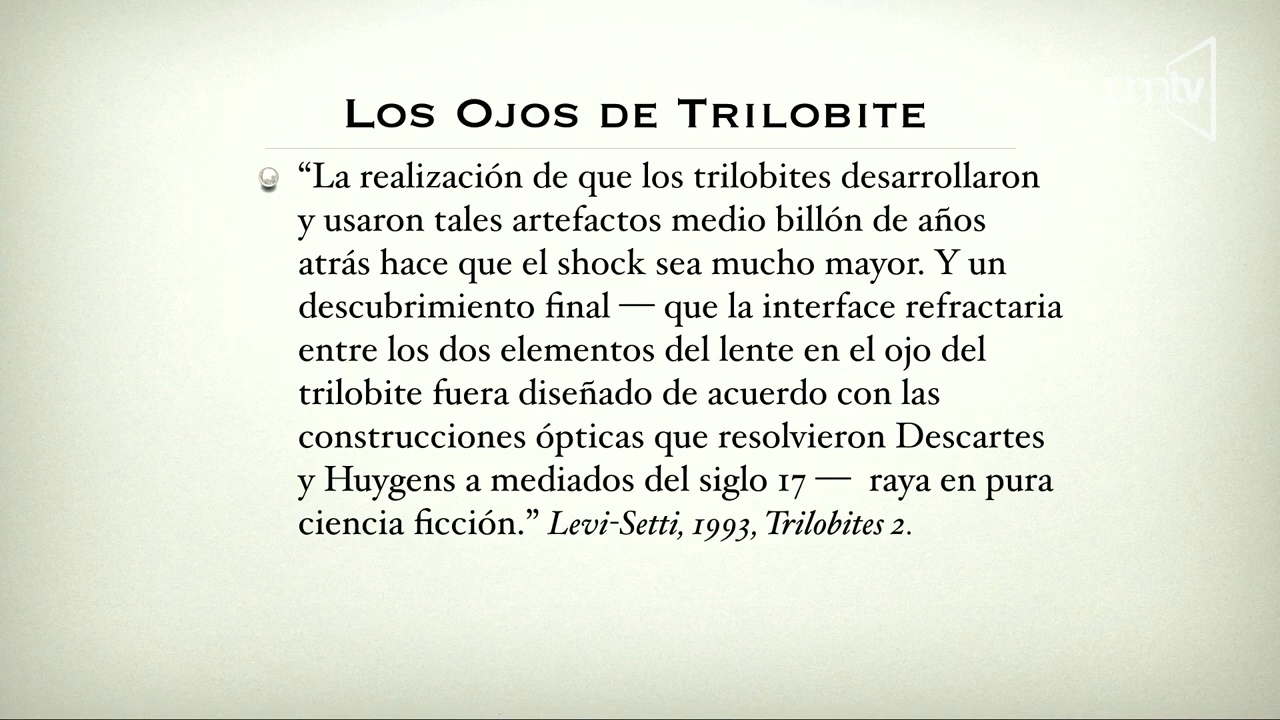 Los Ojos de Trilobite
“La realización de que los trilobites desarrollaron
y usaron tales artefactos medio billón de años
atrás hace que el shock sea mucho mayor. Y un
descubrimiento final — que la interface refractaria
entre los dos elementos del lente en el ojo del
trilobite fuera diseñado de acuerdo con las
construcciones ópticas que resolvieron Descartes
y Huygens a mediados del siglo 17 — raya en pura
ciencia ficción.” Levi-Setti, 1993, Trilobites 2.